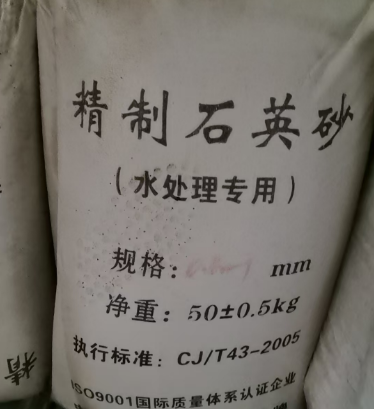 精制石英砂
（水处理专用）
规格： mm
净重：50±0.5kg
执行标准：CJ/T43-2005
ISO9001国际质量体系认证企业
精